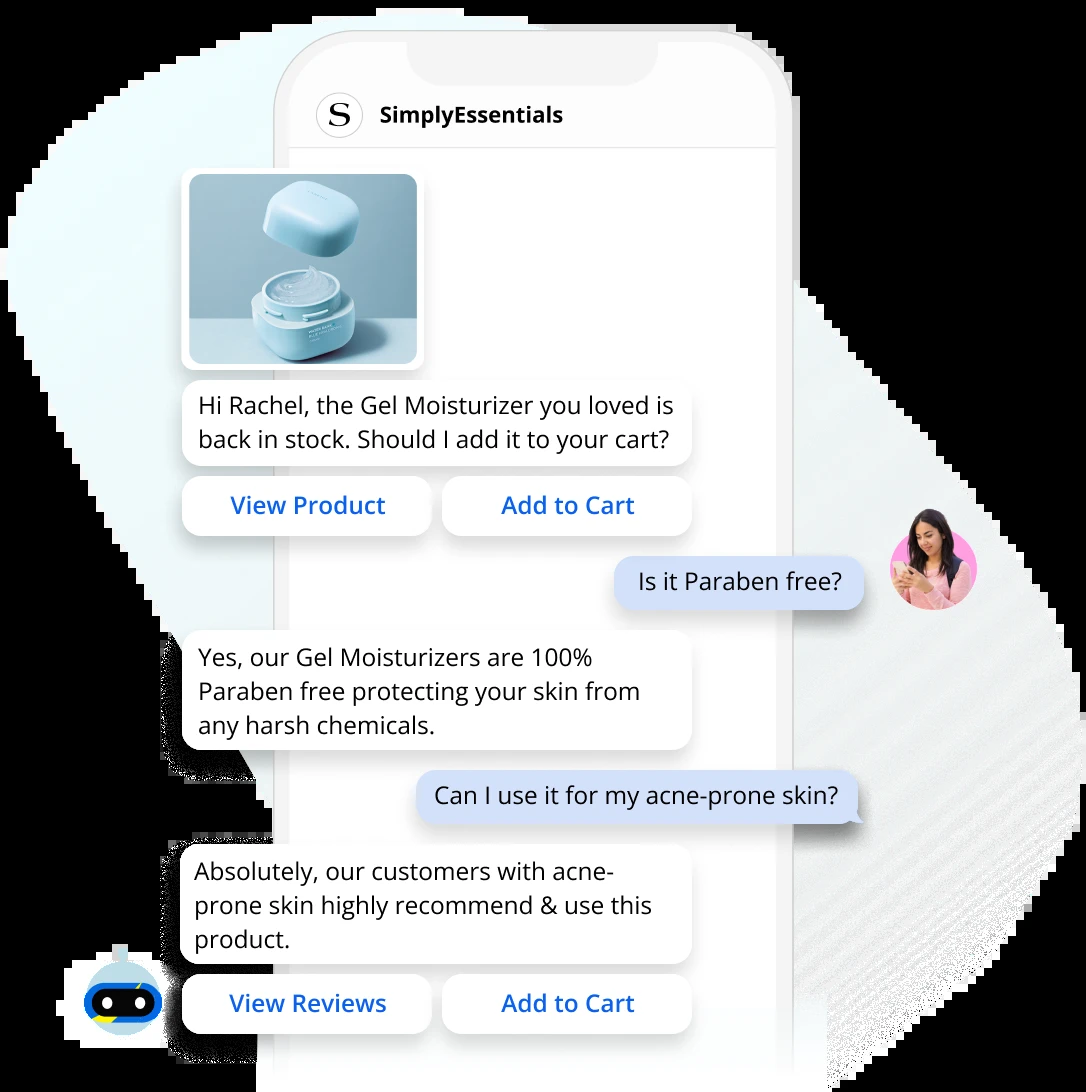 S SimplyEssentials
Hi Rachel, the Gel Moisturizer you loved is
back in stock. Should I add it to your cart?
View Product Add to Cart
Is it Paraben free?
Yes, our Gel Moisturizers are 100%
Paraben free protecting your skin from
any harsh chemicals.
Can I use it for my acne-prone skin?
Absolutely, our customers with acne-
prone skin highly recommend & use this
product.
View Reviews Add to Cart